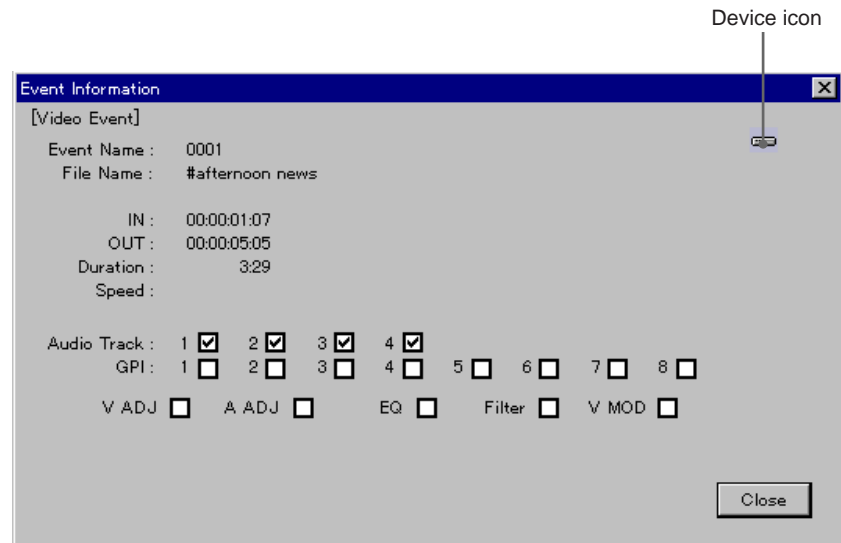 Device icon
Event Information
[Video Event]
Event Name : 0001
File Name : #afternoon news
IN : 00:00:01:07
OUT : 00:00:05:05
Duration : 3:29
Speed :
Audio Track : 1 2 3 4
GPI : 1 2 3 4 5 6 7 8
V ADJ A ADJ EQ Filter V MOD
Close